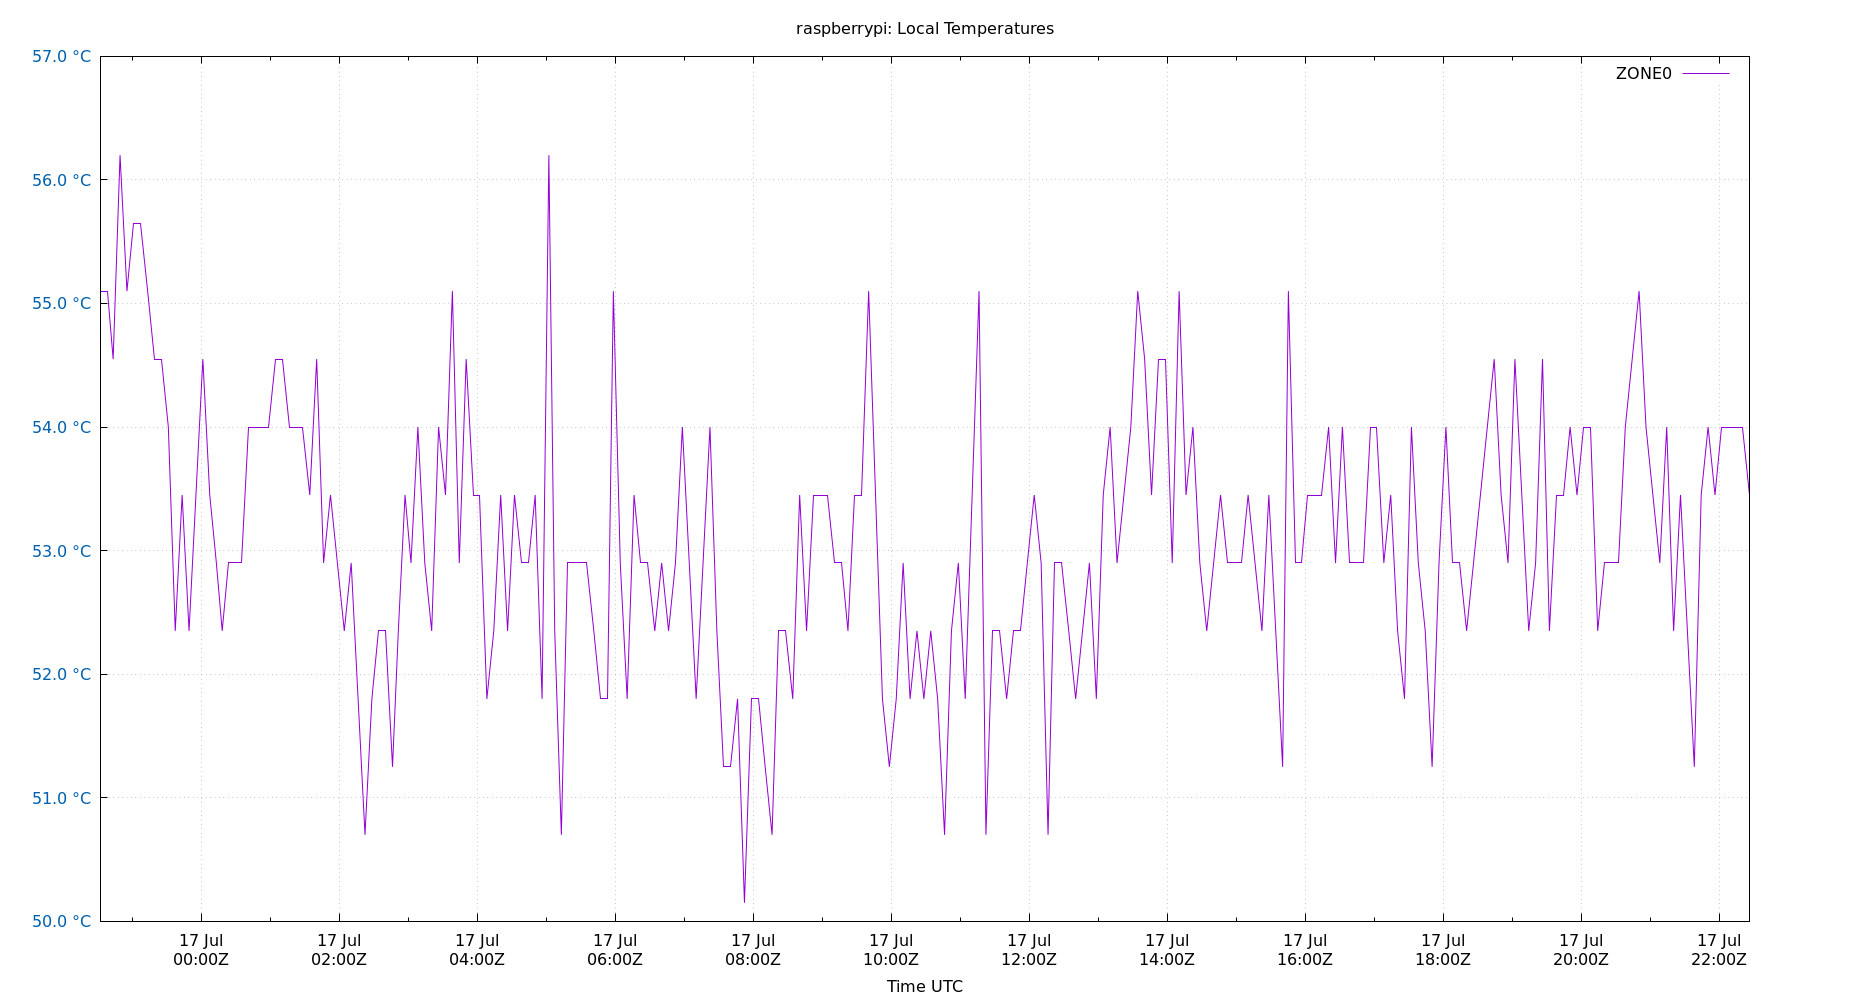 raspberrypi: Local Temperatures
57.0 °C
ZONE0
56.0 °C
55.0 °C
54.0 °C
53.0 °C
52.0 °C
51.0 °C
50.0 °C
17 Jul 17 Jul 17 Jul 17 Jul 17 Jul 17 Jul 17 Jul 17 Jul 17 Jul 17 Jul 17 Jul 17 Jul
00:00Z 02:00Z 04:00Z 06:00Z 08:00Z 10:00Z 12:00Z 14:00Z 16:00Z 18:00Z 20:00Z 22:00Z
Time UTC